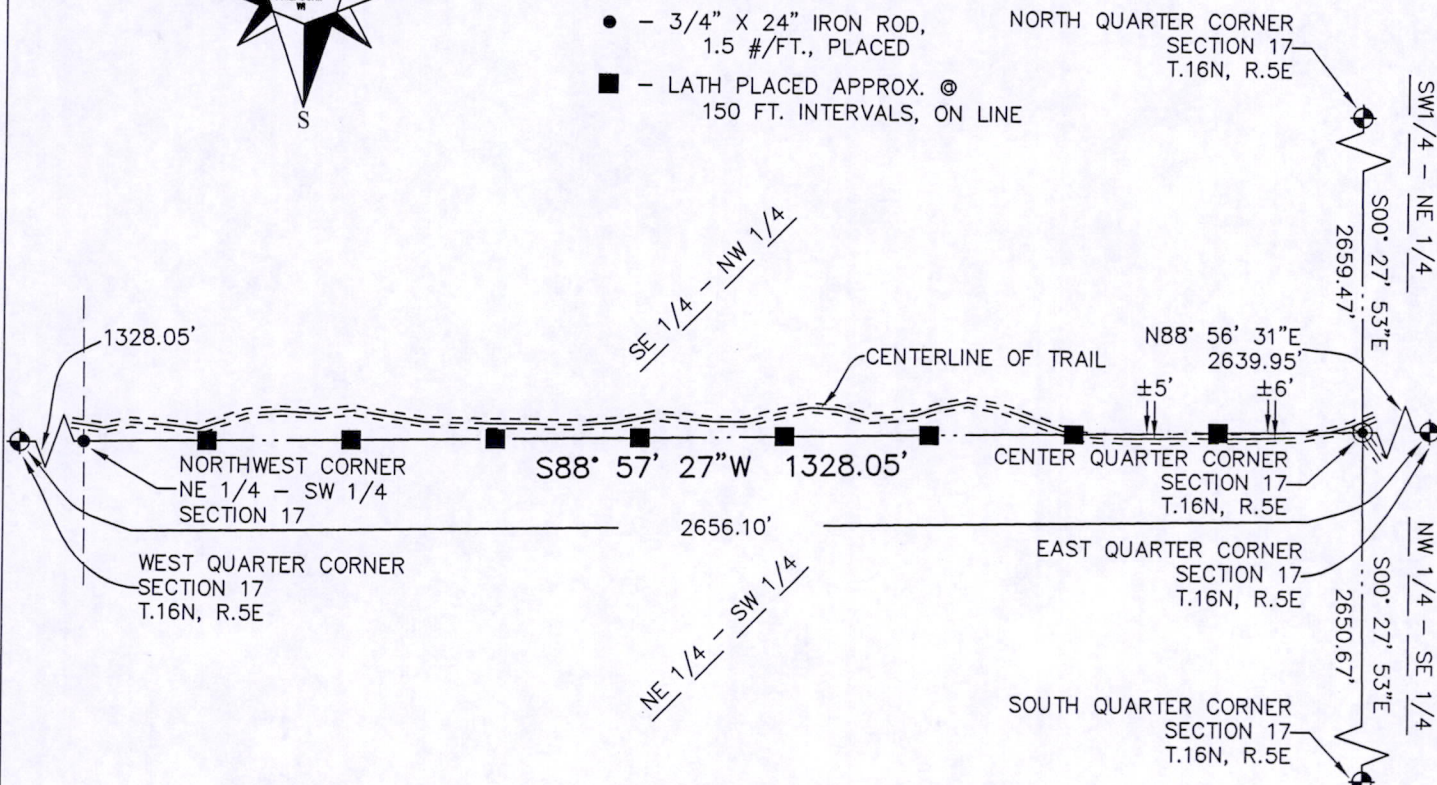 S
● – 3/4" X 24" IRON ROD,
1.5 #/FT., PLACED
■ – LATH PLACED APPROX. @
150 FT. INTERVALS, ON LINE
NORTH QUARTER CORNER
SECTION 17
T.16N, R.5E
SW1/4 – NE 1/4
S00° 27' 53"E
2659.47'
SE 1/4 – NW 1/4
1328.05'
CENTERLINE OF TRAIL
N88° 56' 31"E
2639.95'
±5'
±6'
NORTHWEST CORNER
NE 1/4 – SW 1/4
SECTION 17
S88° 57' 27"W 1328.05'
CENTER QUARTER CORNER
SECTION 17
T.16N, R.5E
2656.10'
WEST QUARTER CORNER
SECTION 17
T.16N, R.5E
EAST QUARTER CORNER
SECTION 17
T.16N, R.5E
NE 1/4 – SW 1/4
NW 1/4 – SE 1/4
S00° 27' 53"E
2650.67'
SOUTH QUARTER CORNER
SECTION 17
T.16N, R.5E